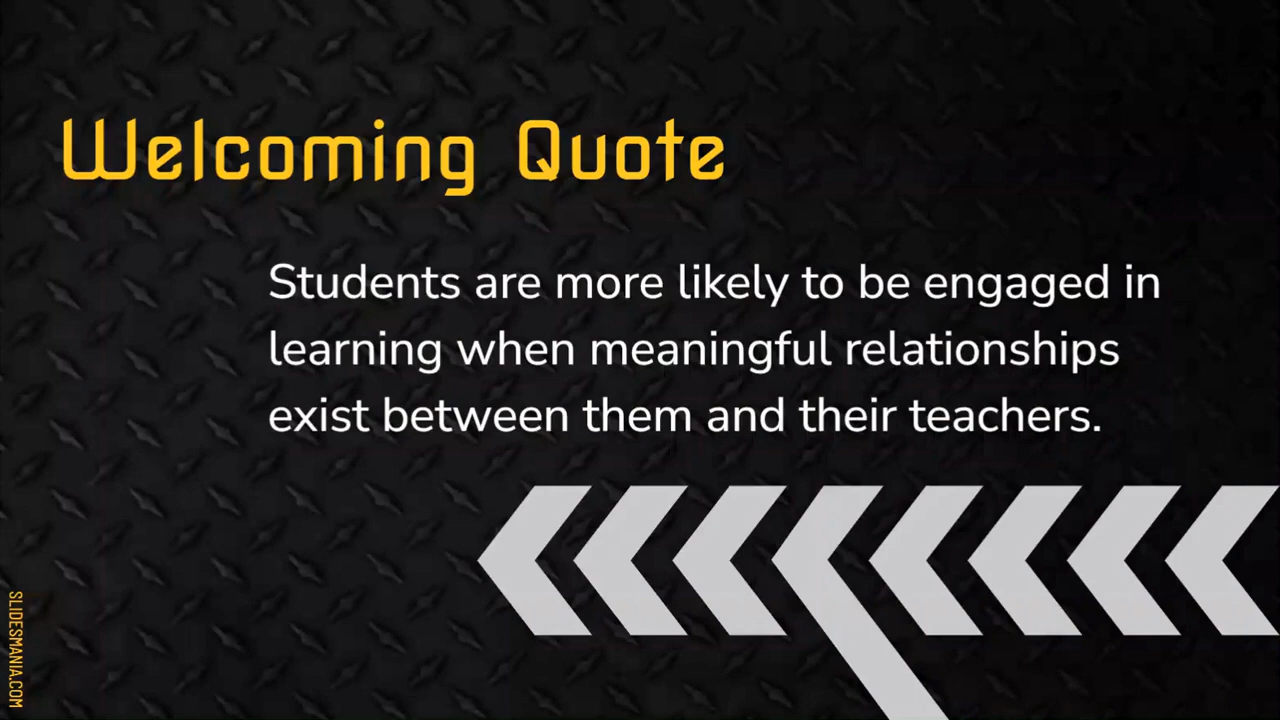 Welcoming Quote
Students are more likely to be engaged in
learning when meaningful relationships
exist between them and their teachers.
SLIDESMANIA.COM